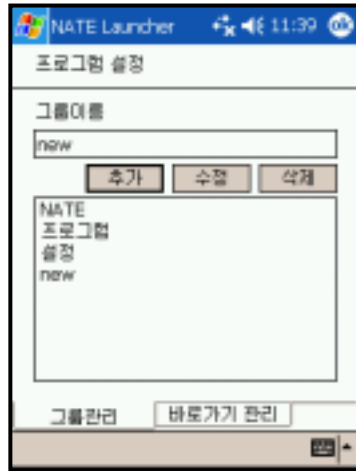 NATE Launcher 11:39 ok
프로그램 설정
그룹이름
new
추가 수정 삭제
NATE
프로그램
설정
new
그룹관리 바로가기 관리